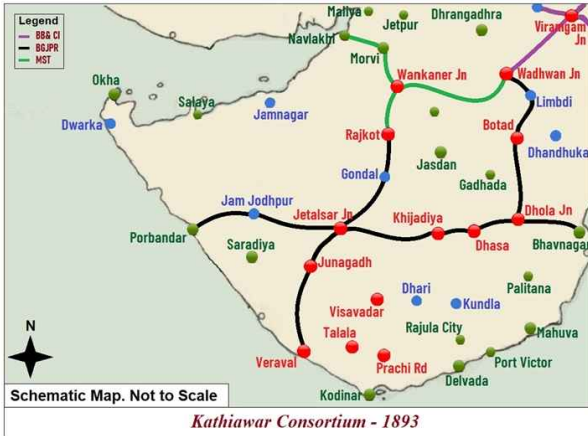 Legend
BB& CI
BGJPR
MST
Maliya
Jetpur
Dhrangadhra
Viramgam
Jn
Navlakhi
Morvi
Wankaner Jn
Wadhwan Jn
Okha
Salaya
Jamnagar
Limbdi
Dwarka
Rajkot
Botad
Dhandhuka
Jasdan
Gondal
Gadhada
Jam Jodhpur
Jetalsar Jn
Khijadiya
Dhola Jn
Porbandar
Saradiya
Dhasa
Bhavnagar
Junagadh
Palitana
Dhari
Kundla
Visavadar
Talala
Rajula City
Mahuva
N
Veraval
Prachi Rd
Port Victor
Delvada
Kodinar
Schematic Map. Not to Scale
Kathiawar Consortium - 1893